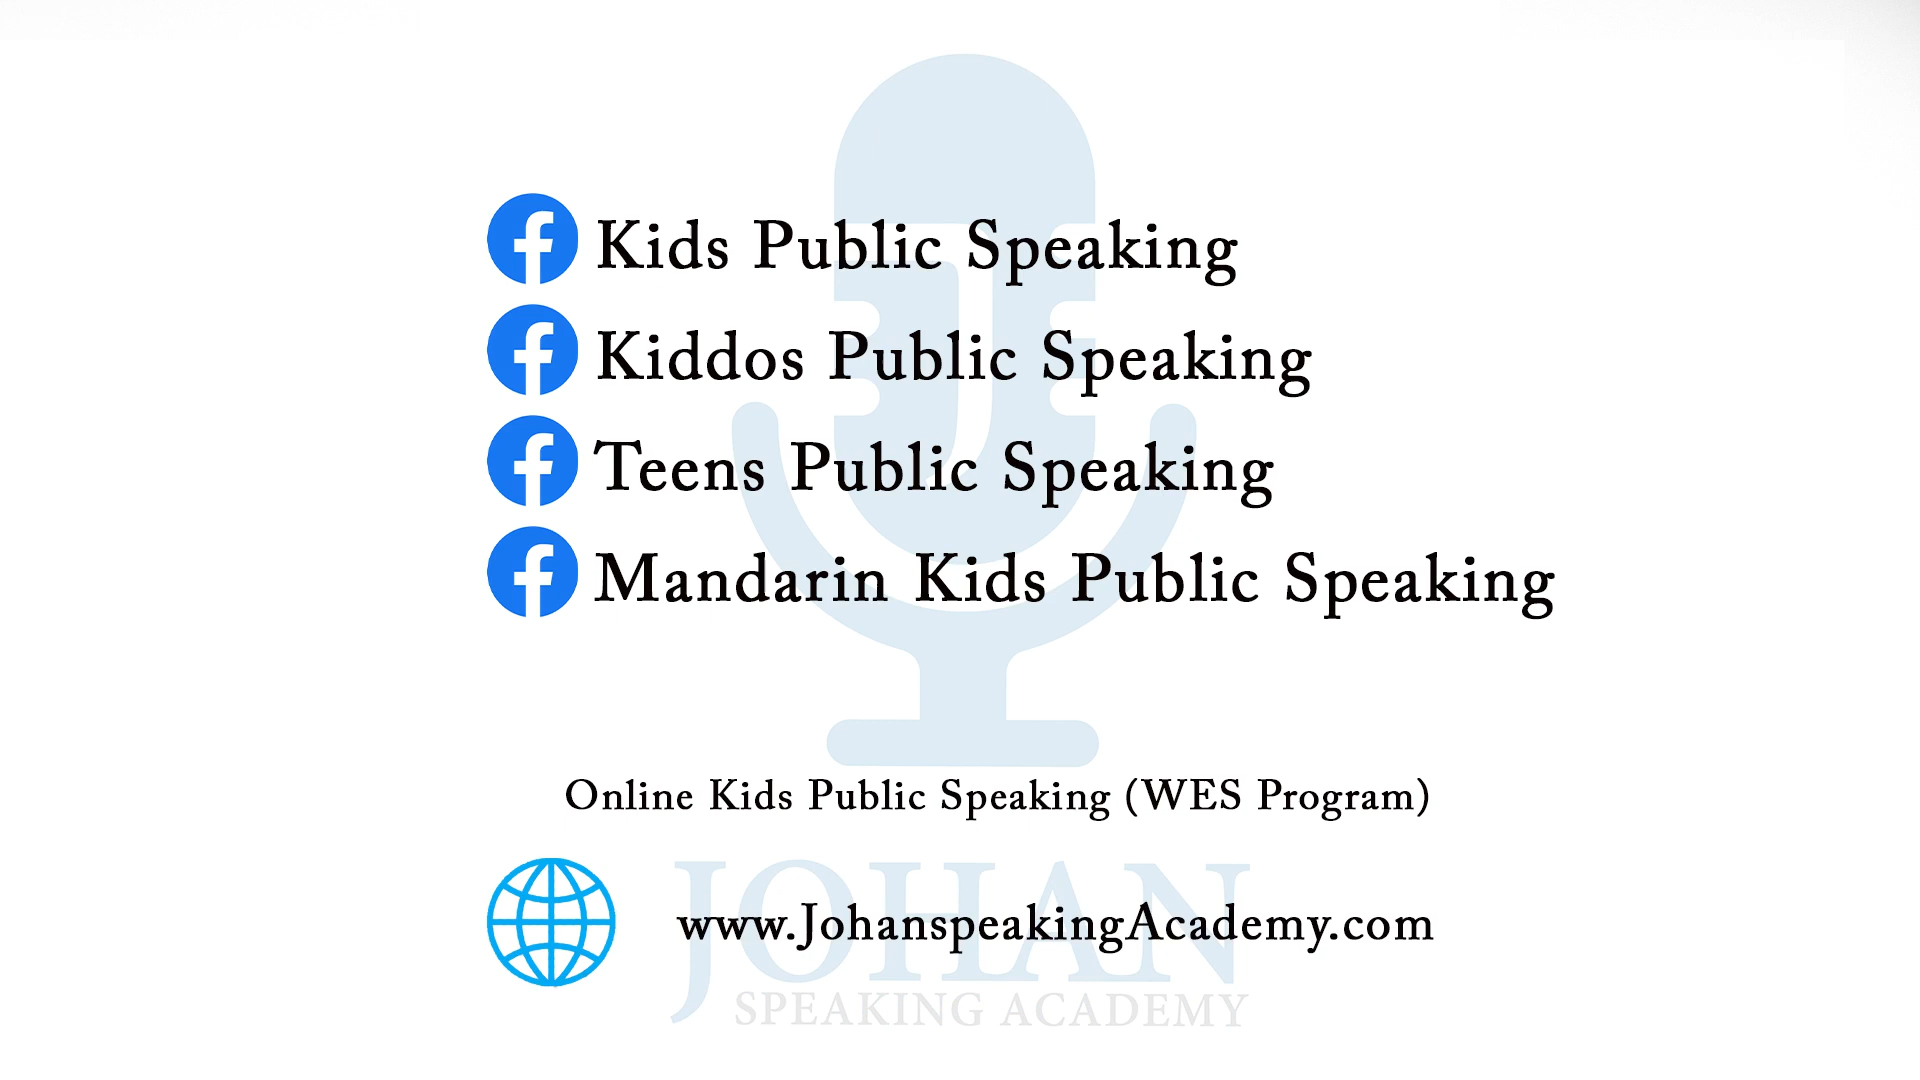 Kids Public Speaking
Kiddos Public Speaking
Teens Public Speaking
Mandarin Kids Public Speaking
Online Kids Public Speaking (WES Program)
www.JohanspeakingAcademy.com
JOHAN
SPEAKING ACADEMY